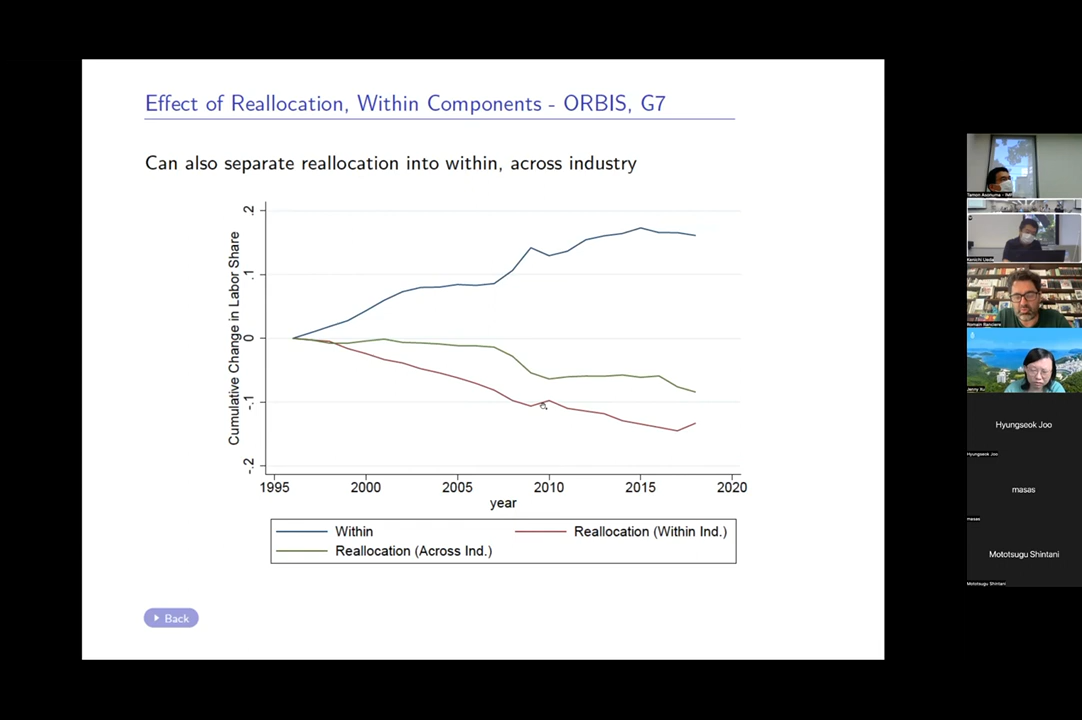 Effect of Reallocation, Within Components - ORBIS, G7
Can also separate reallocation into within, across industry
Cumulative Change in Labor Share
.2
.1
0
-.1
-.2
1995 2000 2005 2010 2015 2020
year
Within
Reallocation (Within Ind.)
Reallocation (Across Ind.)
Back
Tamon Asonuma - IMF
Kenichi Ueda
Romain Ranciere
Jenny Xu
Hyungseok Joo
Hyungseok Joo
masas
masas
Mototsugu Shintani
Mototsugu Shintani